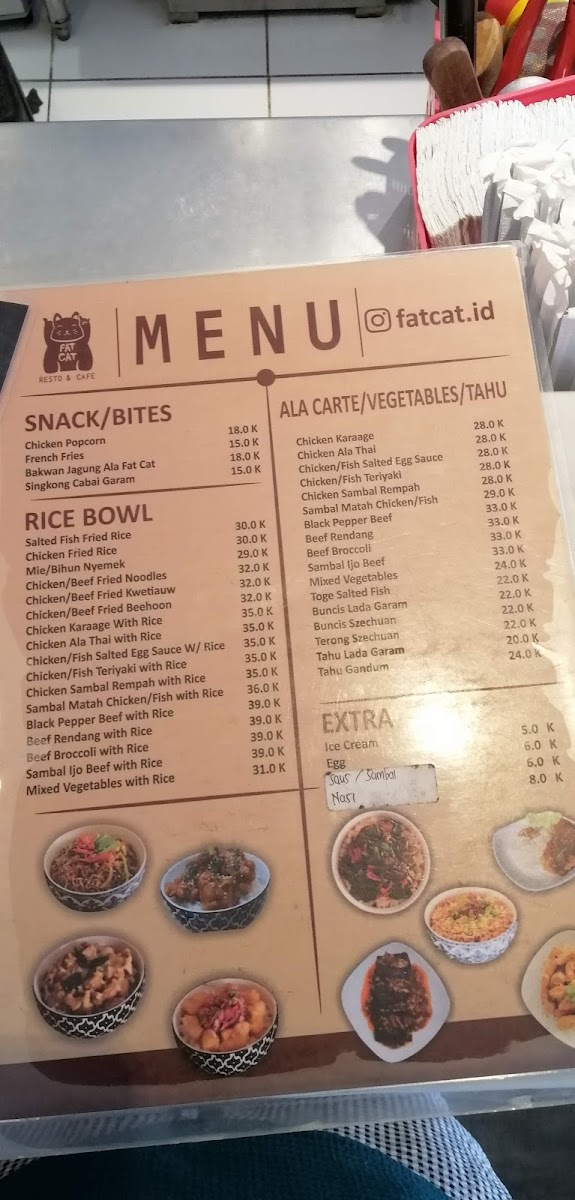 FAT CAT
RESTO & CAFE
MENU
fatcat.id
SNACK/BITES
Chicken Popcorn 18.0 K
French Fries 15.0 K
Bakwan Jagung Ala Fat Cat 18.0 K
Singkong Cabai Garam 15.0 K
RICE BOWL
Salted Fish Fried Rice 30.0 K
Chicken Fried Rice 30.0 K
Mie/Bihun Nyemek 29.0 K
Chicken/Beef Fried Noodles 32.0 K
Chicken/Beef Fried Kwetiauw 32.0 K
Chicken/Beef Fried Beehoon 32.0 K
Chicken Karaage With Rice 35.0 K
Chicken Ala Thai with Rice 35.0 K
Chicken/Fish Salted Egg Sauce W/ Rice 35.0 K
Chicken/Fish Teriyaki with Rice 35.0 K
Chicken Sambal Rempah with Rice 35.0 K
Sambal Matah Chicken/Fish with Rice 36.0 K
Black Pepper Beef with Rice 39.0 K
Beef Rendang with Rice 39.0 K
Beef Broccoli with Rice 39.0 K
Sambal Ijo Beef with Rice 39.0 K
Mixed Vegetables with Rice 31.0 K
ALA CARTE/VEGETABLES/TAHU
Chicken Karaage 28.0 K
Chicken Ala Thai 28.0 K
Chicken/Fish Salted Egg Sauce 28.0 K
Chicken/Fish Teriyaki 28.0 K
Chicken Sambal Rempah 28.0 K
Sambal Matah Chicken/Fish 29.0 K
Black Pepper Beef 33.0 K
Beef Rendang 33.0 K
Beef Broccoli 33.0 K
Sambal Ijo Beef 33.0 K
Mixed Vegetables 24.0 K
Toge Salted Fish 22.0 K
Buncis Lada Garam 22.0 K
Buncis Szechuan 22.0 K
Terong Szechuan 22.0 K
Tahu Lada Garam 20.0 K
Tahu Gandum 24.0 K
EXTRA
Ice Cream 5.0 K
Egg 6.0 K
Saus / Sambal 6.0 K
Nasi 8.0 K